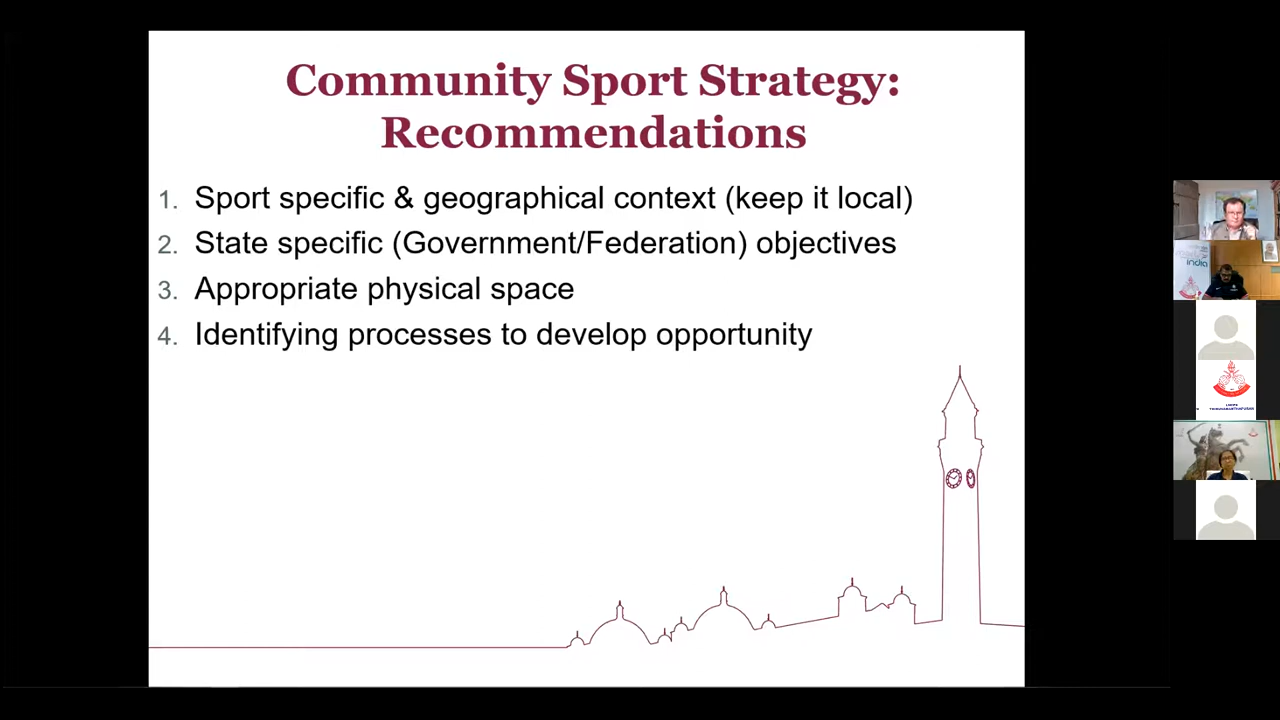 Community Sport Strategy:
Recommendations
1. Sport specific & geographical context (keep it local)
2. State specific (Government/Federation) objectives
3. Appropriate physical space
4. Identifying processes to develop opportunity
india